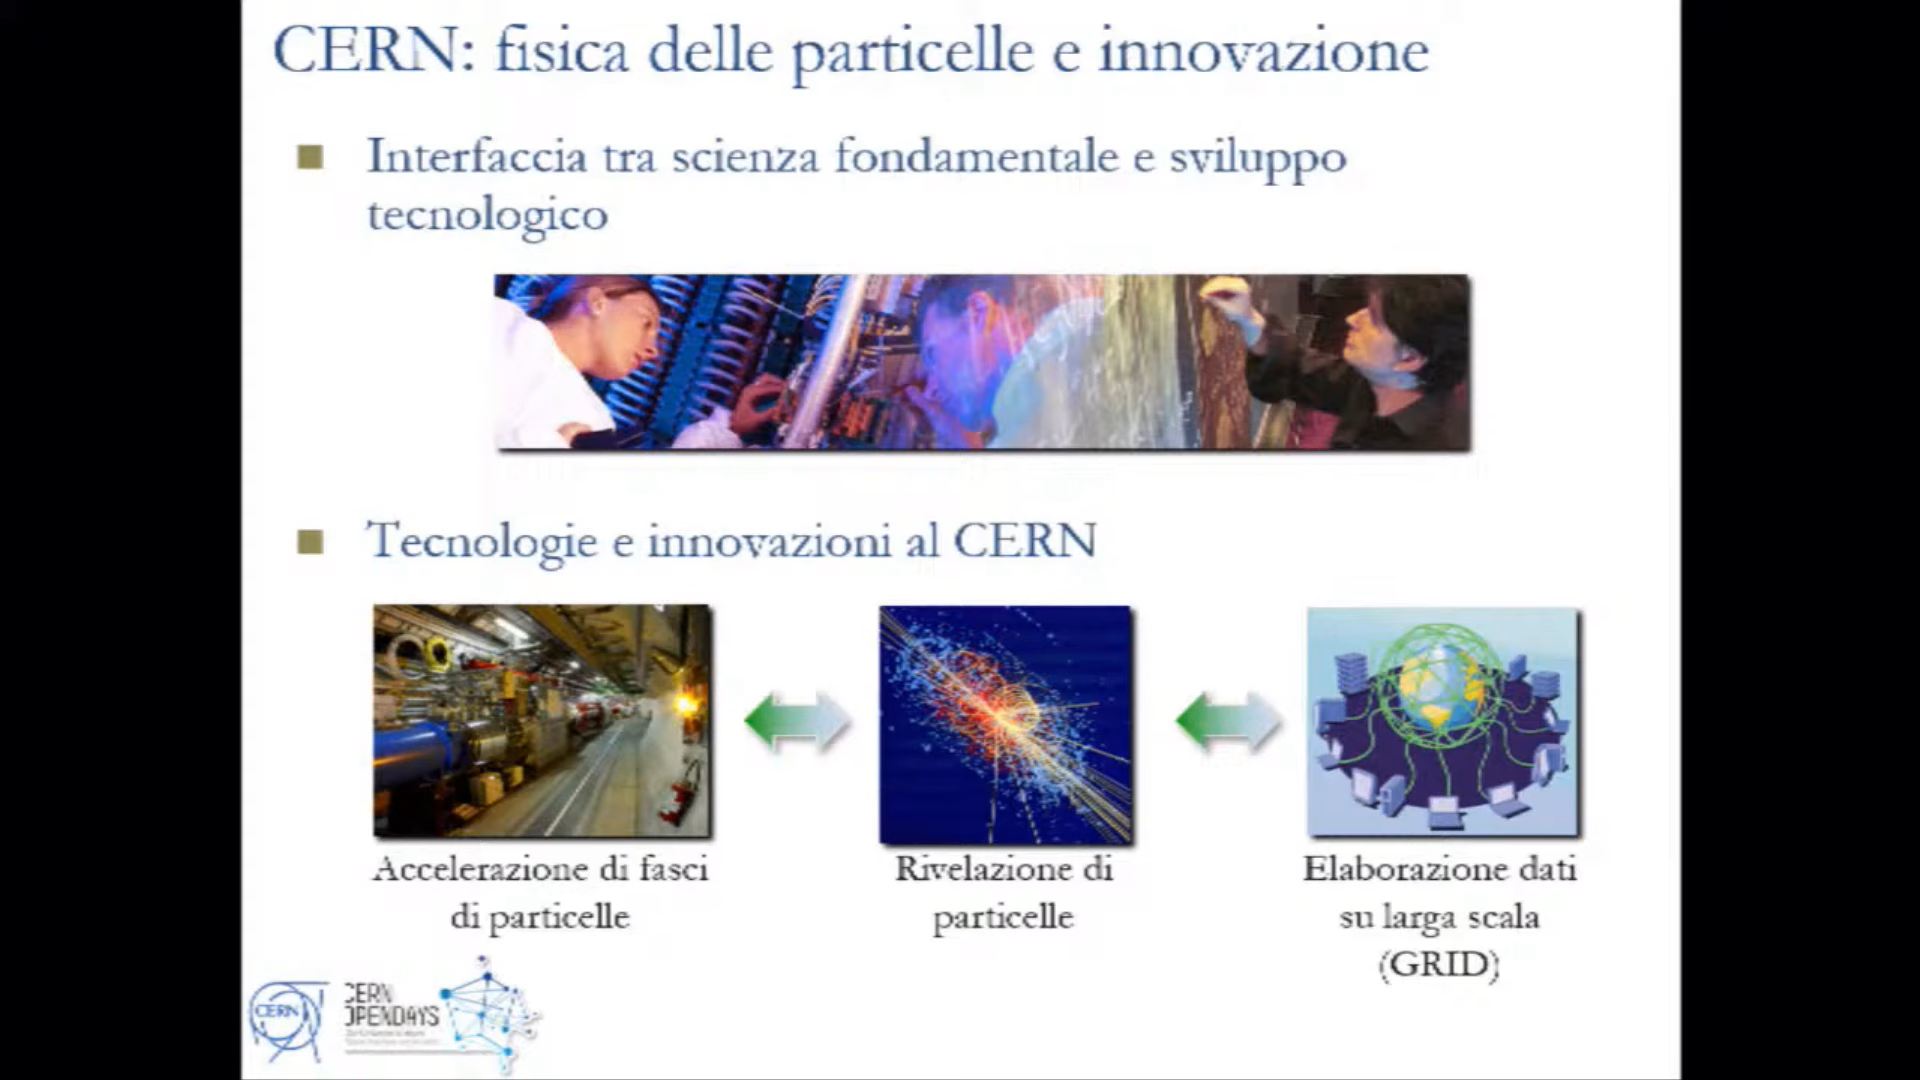 CERN: fisica delle particelle e innovazione
Interfaccia tra scienza fondamentale e sviluppo
tecnologico
Tecnologie e innovazioni al CERN
Accelerazione di fasci
di particelle
Rivelazione di
particelle
Elaborazione dati
su larga scala
(GRID)
CERN
CERN
OPENDAYS